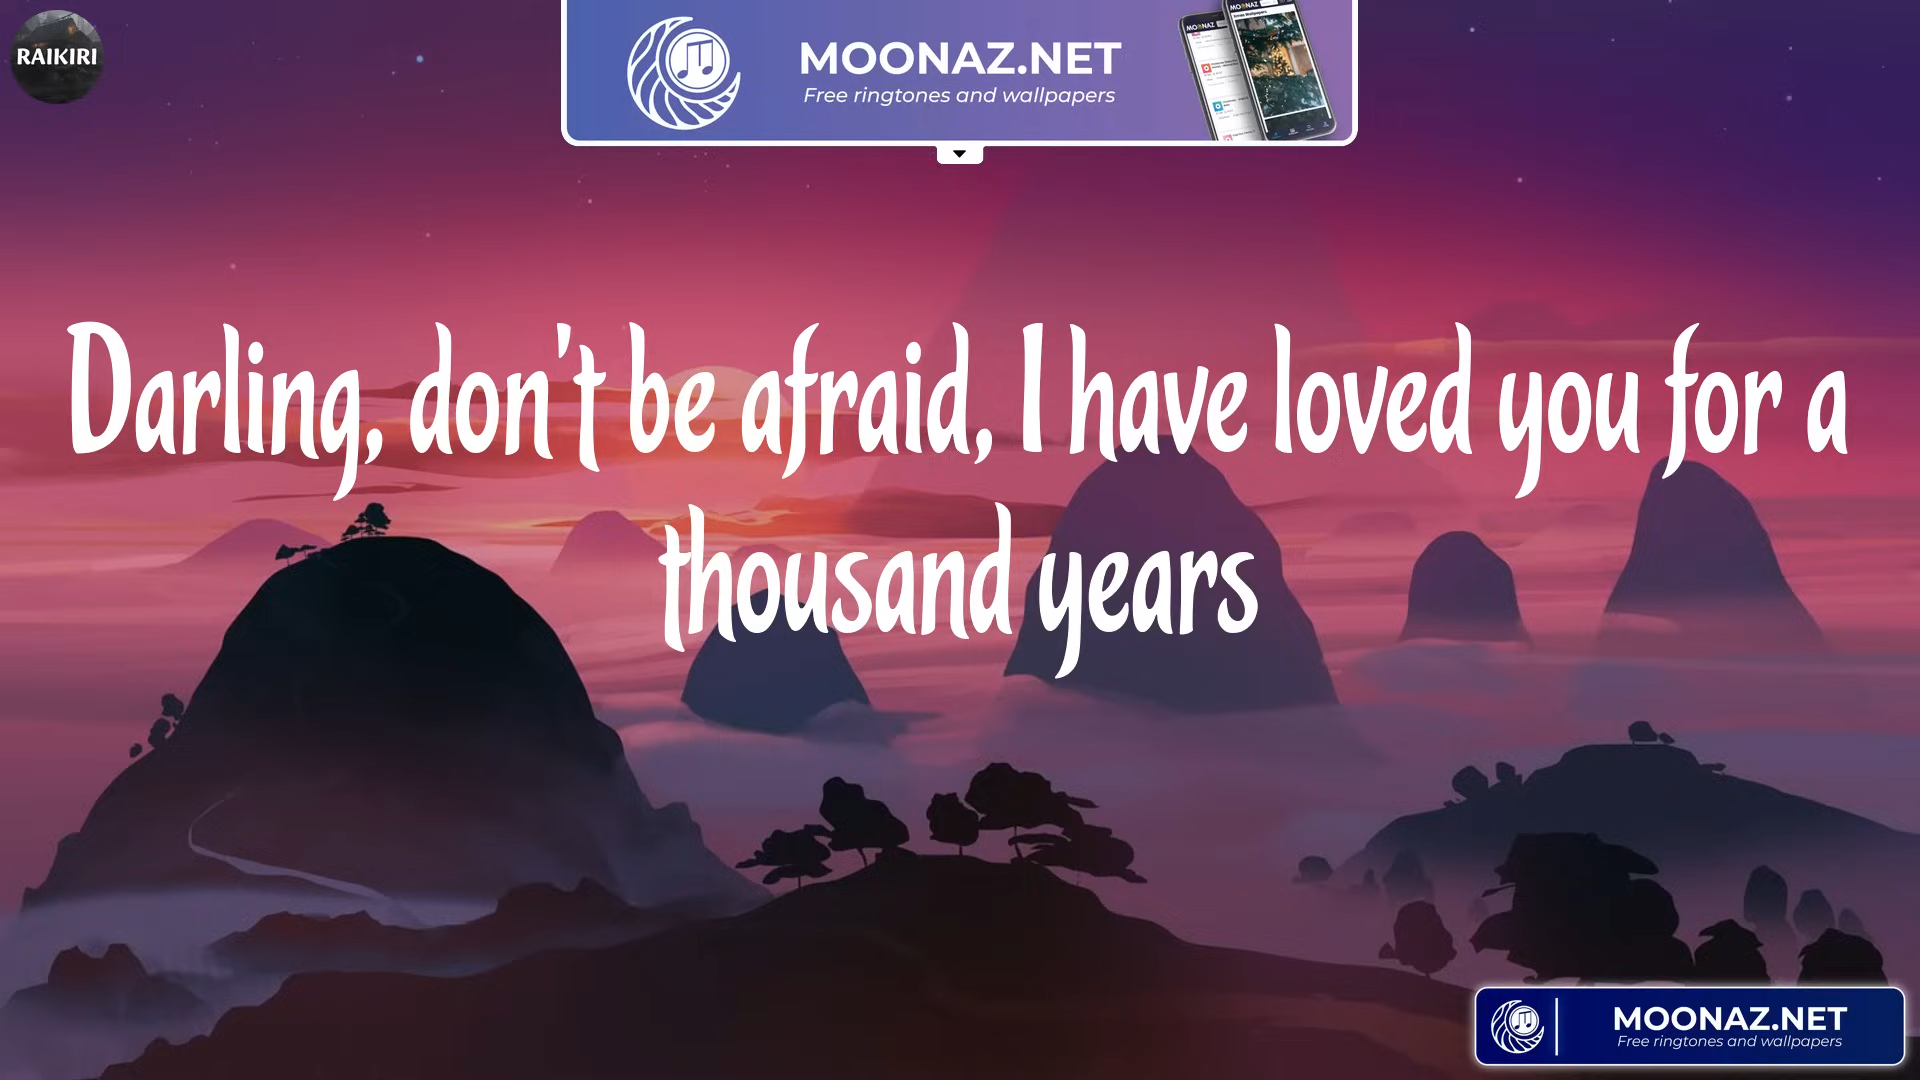 RAIKIRI
MOONAZ.NET
Free ringtones and wallpapers
Darling, don't be afraid, I have loved you for a
thousand years
MOONAZ.NET
Free ringtones and wallpapers